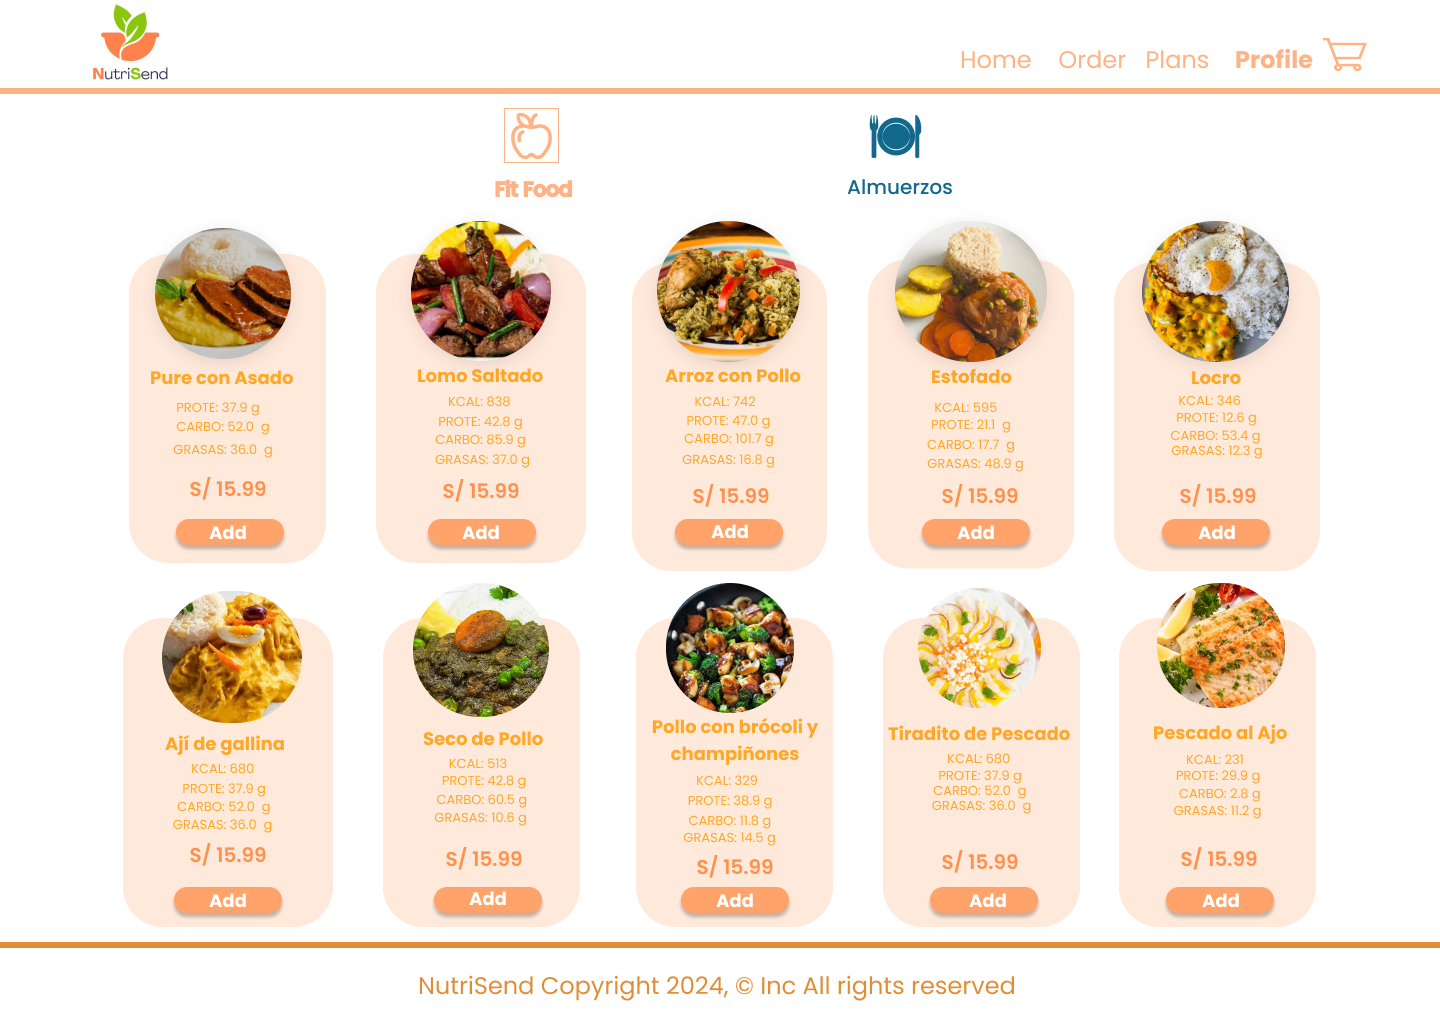 NutriSend
Home Order Plans Profile
Fit Food
Almuerzos
Pure con Asado
PROTE: 37.9 g
CARBO: 52.0 g
GRASAS: 36.0 g
S/ 15.99
Add
Lomo Saltado
KCAL: 838
PROTE: 42.8 g
CARBO: 85.9 g
GRASAS: 37.0 g
S/ 15.99
Add
Arroz con Pollo
KCAL: 742
PROTE: 47.0 g
CARBO: 101.7 g
GRASAS: 16.8 g
S/ 15.99
Add
Estofado
KCAL: 595
PROTE: 21.1 g
CARBO: 17.7 g
GRASAS: 48.9 g
S/ 15.99
Add
Locro
KCAL: 346
PROTE: 12.6 g
CARBO: 53.4 g
GRASAS: 12.3 g
S/ 15.99
Add
Ají de gallina
KCAL: 680
PROTE: 37.9 g
CARBO: 52.0 g
GRASAS: 36.0 g
S/ 15.99
Add
Seco de Pollo
KCAL: 513
PROTE: 42.8 g
CARBO: 60.5 g
GRASAS: 10.6 g
S/ 15.99
Add
Pollo con brócoli y
champiñones
KCAL: 329
PROTE: 38.9 g
CARBO: 11.8 g
GRASAS: 14.5 g
S/ 15.99
Add
Tiradito de Pescado
KCAL: 680
PROTE: 37.9 g
CARBO: 52.0 g
GRASAS: 36.0 g
S/ 15.99
Add
Pescado al Ajo
KCAL: 231
PROTE: 29.9 g
CARBO: 2.8 g
GRASAS: 11.2 g
S/ 15.99
Add
NutriSend Copyright 2024, © Inc All rights reserved